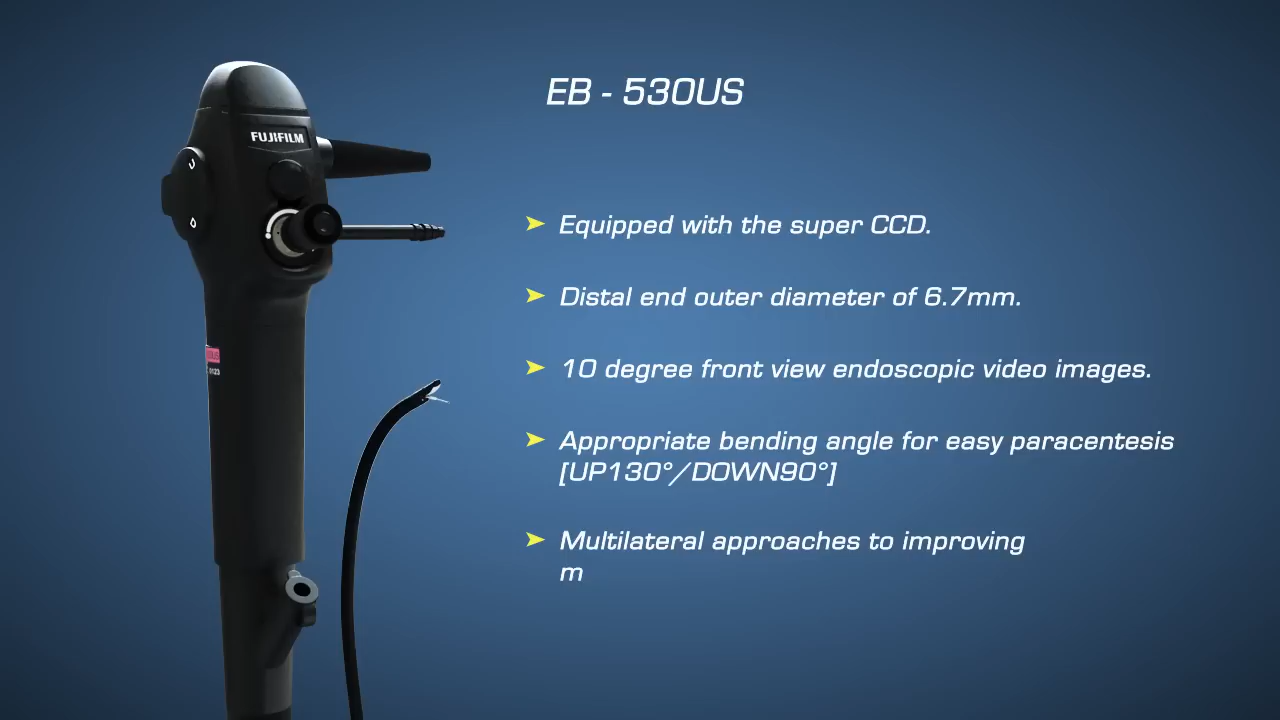 EB - 530US
FUJIFILM
Equipped with the super CCD.
Distal end outer diameter of 6.7mm.
10 degree front view endoscopic video images.
Appropriate bending angle for easy paracentesis
[UP130°/DOWN90°]
Multilateral approaches to improving
m
0123